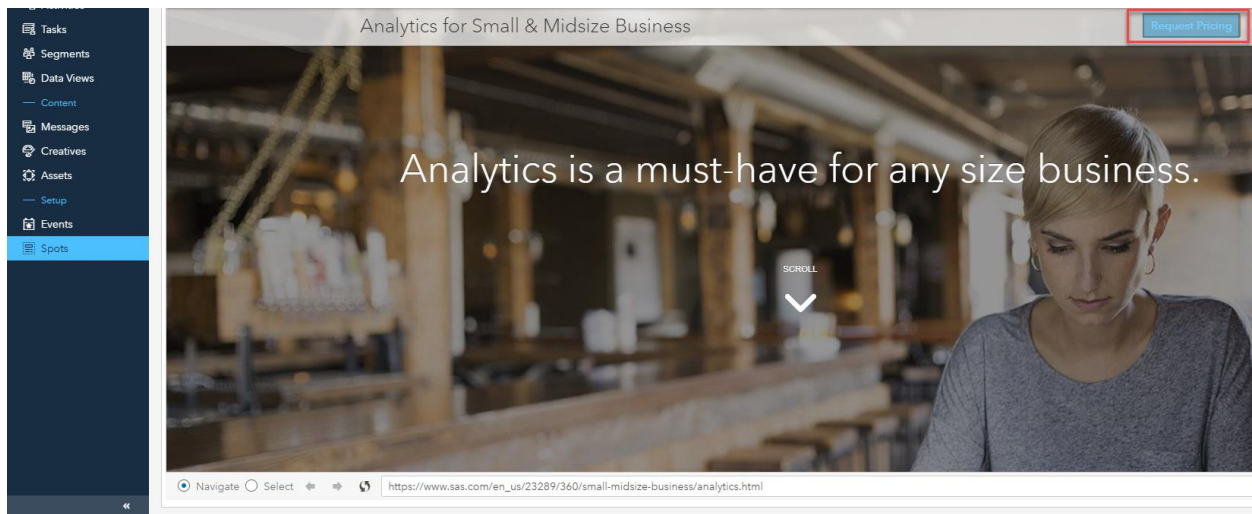 Tasks
Segments
Data Views
— Content
Messages
Creatives
Assets
— Setup
Events
Spots
«
Analytics for Small & Midsize Business
Request Pricing
Analytics is a must-have for any size business.
SCROLL
Navigate Select
https://www.sas.com/en_us/23289/360/small-midsize-business/analytics.html